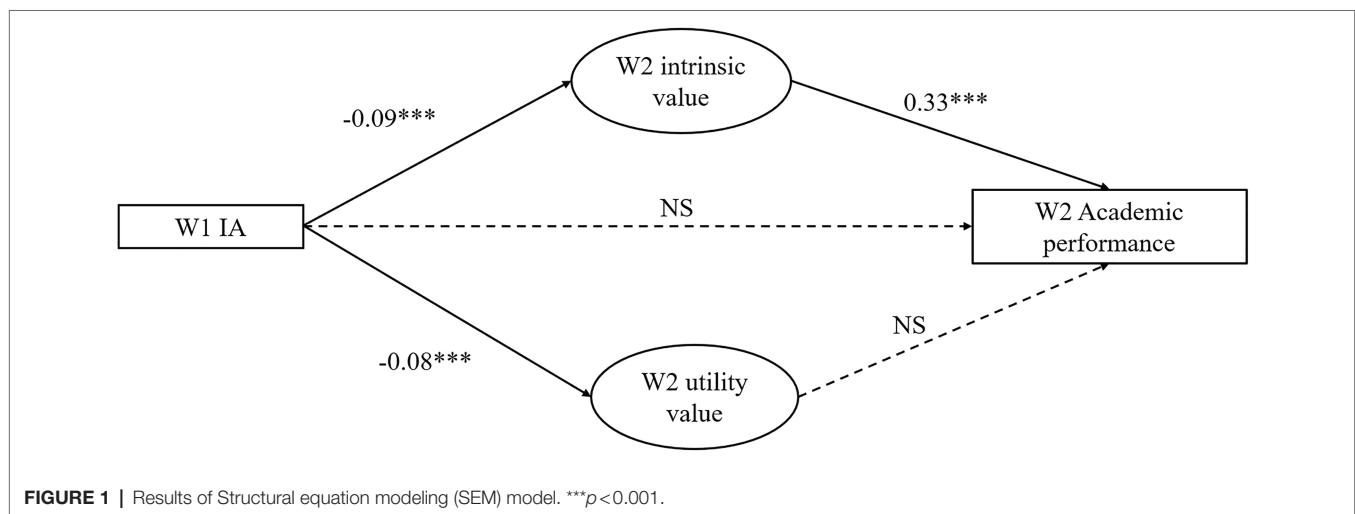 W2 intrinsic
value
-0.09***
0.33***
W1 IA
NS
W2 Academic
performance
-0.08***
NS
W2 utility
value
FIGURE 1 | Results of Structural equation modeling (SEM) model. ***p<0.001.